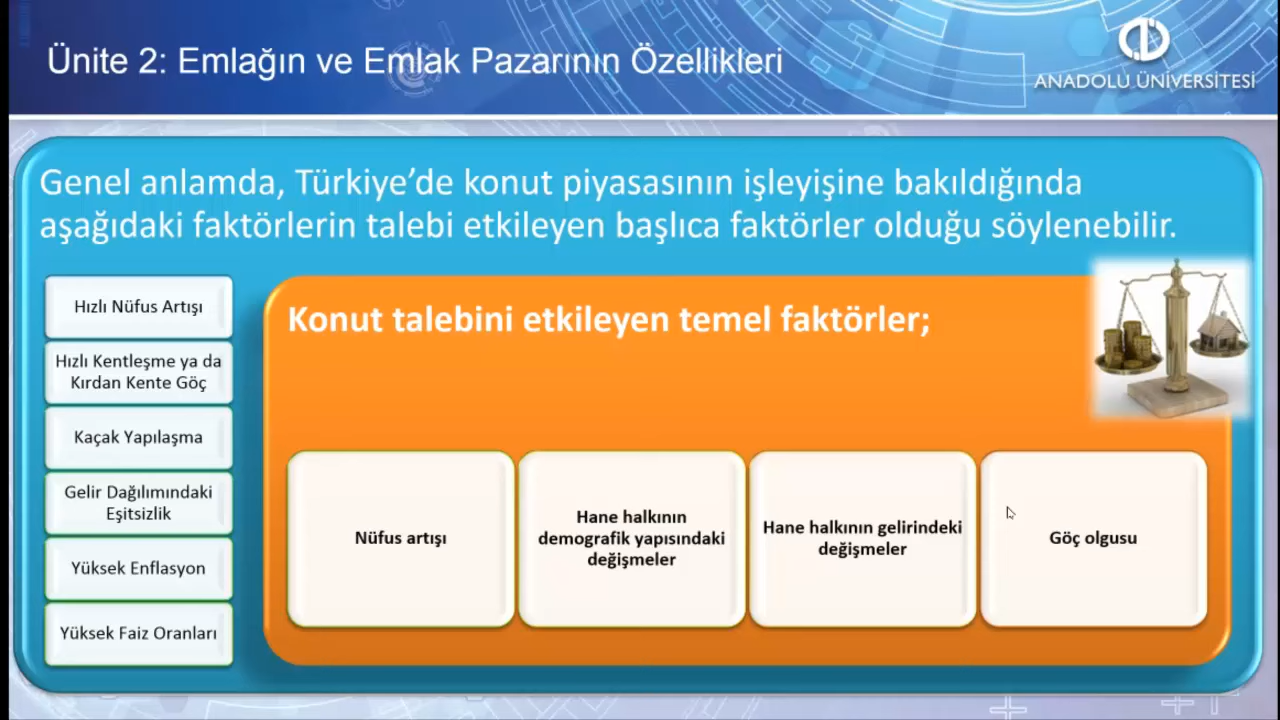 Ünite 2: Emlağın ve Emlak Pazarının Özellikleri
ANADOLU ÜNİVERSİTESİ
Genel anlamda, Türkiye’de konut piyasasının işleyişine bakıldığında
aşağıdaki faktörlerin talebi etkileyen başlıca faktörler olduğu söylenebilir.
Hızlı Nüfus Artışı
Hızlı Kentleşme ya da
Kırdan Kente Göç
Kaçak Yapılaşma
Gelir Dağılımındaki
Eşitsizlik
Yüksek Enflasyon
Yüksek Faiz Oranları
Konut talebini etkileyen temel faktörler;
Nüfus artışı
Hane halkının
demografik yapısındaki
değişmeler
Hane halkının gelirindeki
değişmeler
Göç olgusu